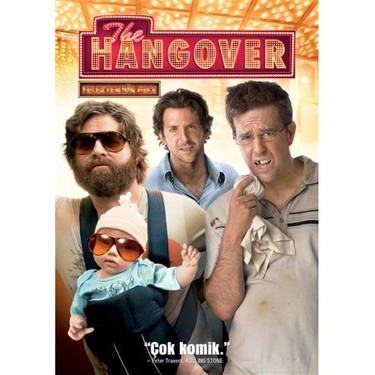 The
HANGOVER
“Çok komik.”
– Peter Travers, ROLLING STONE